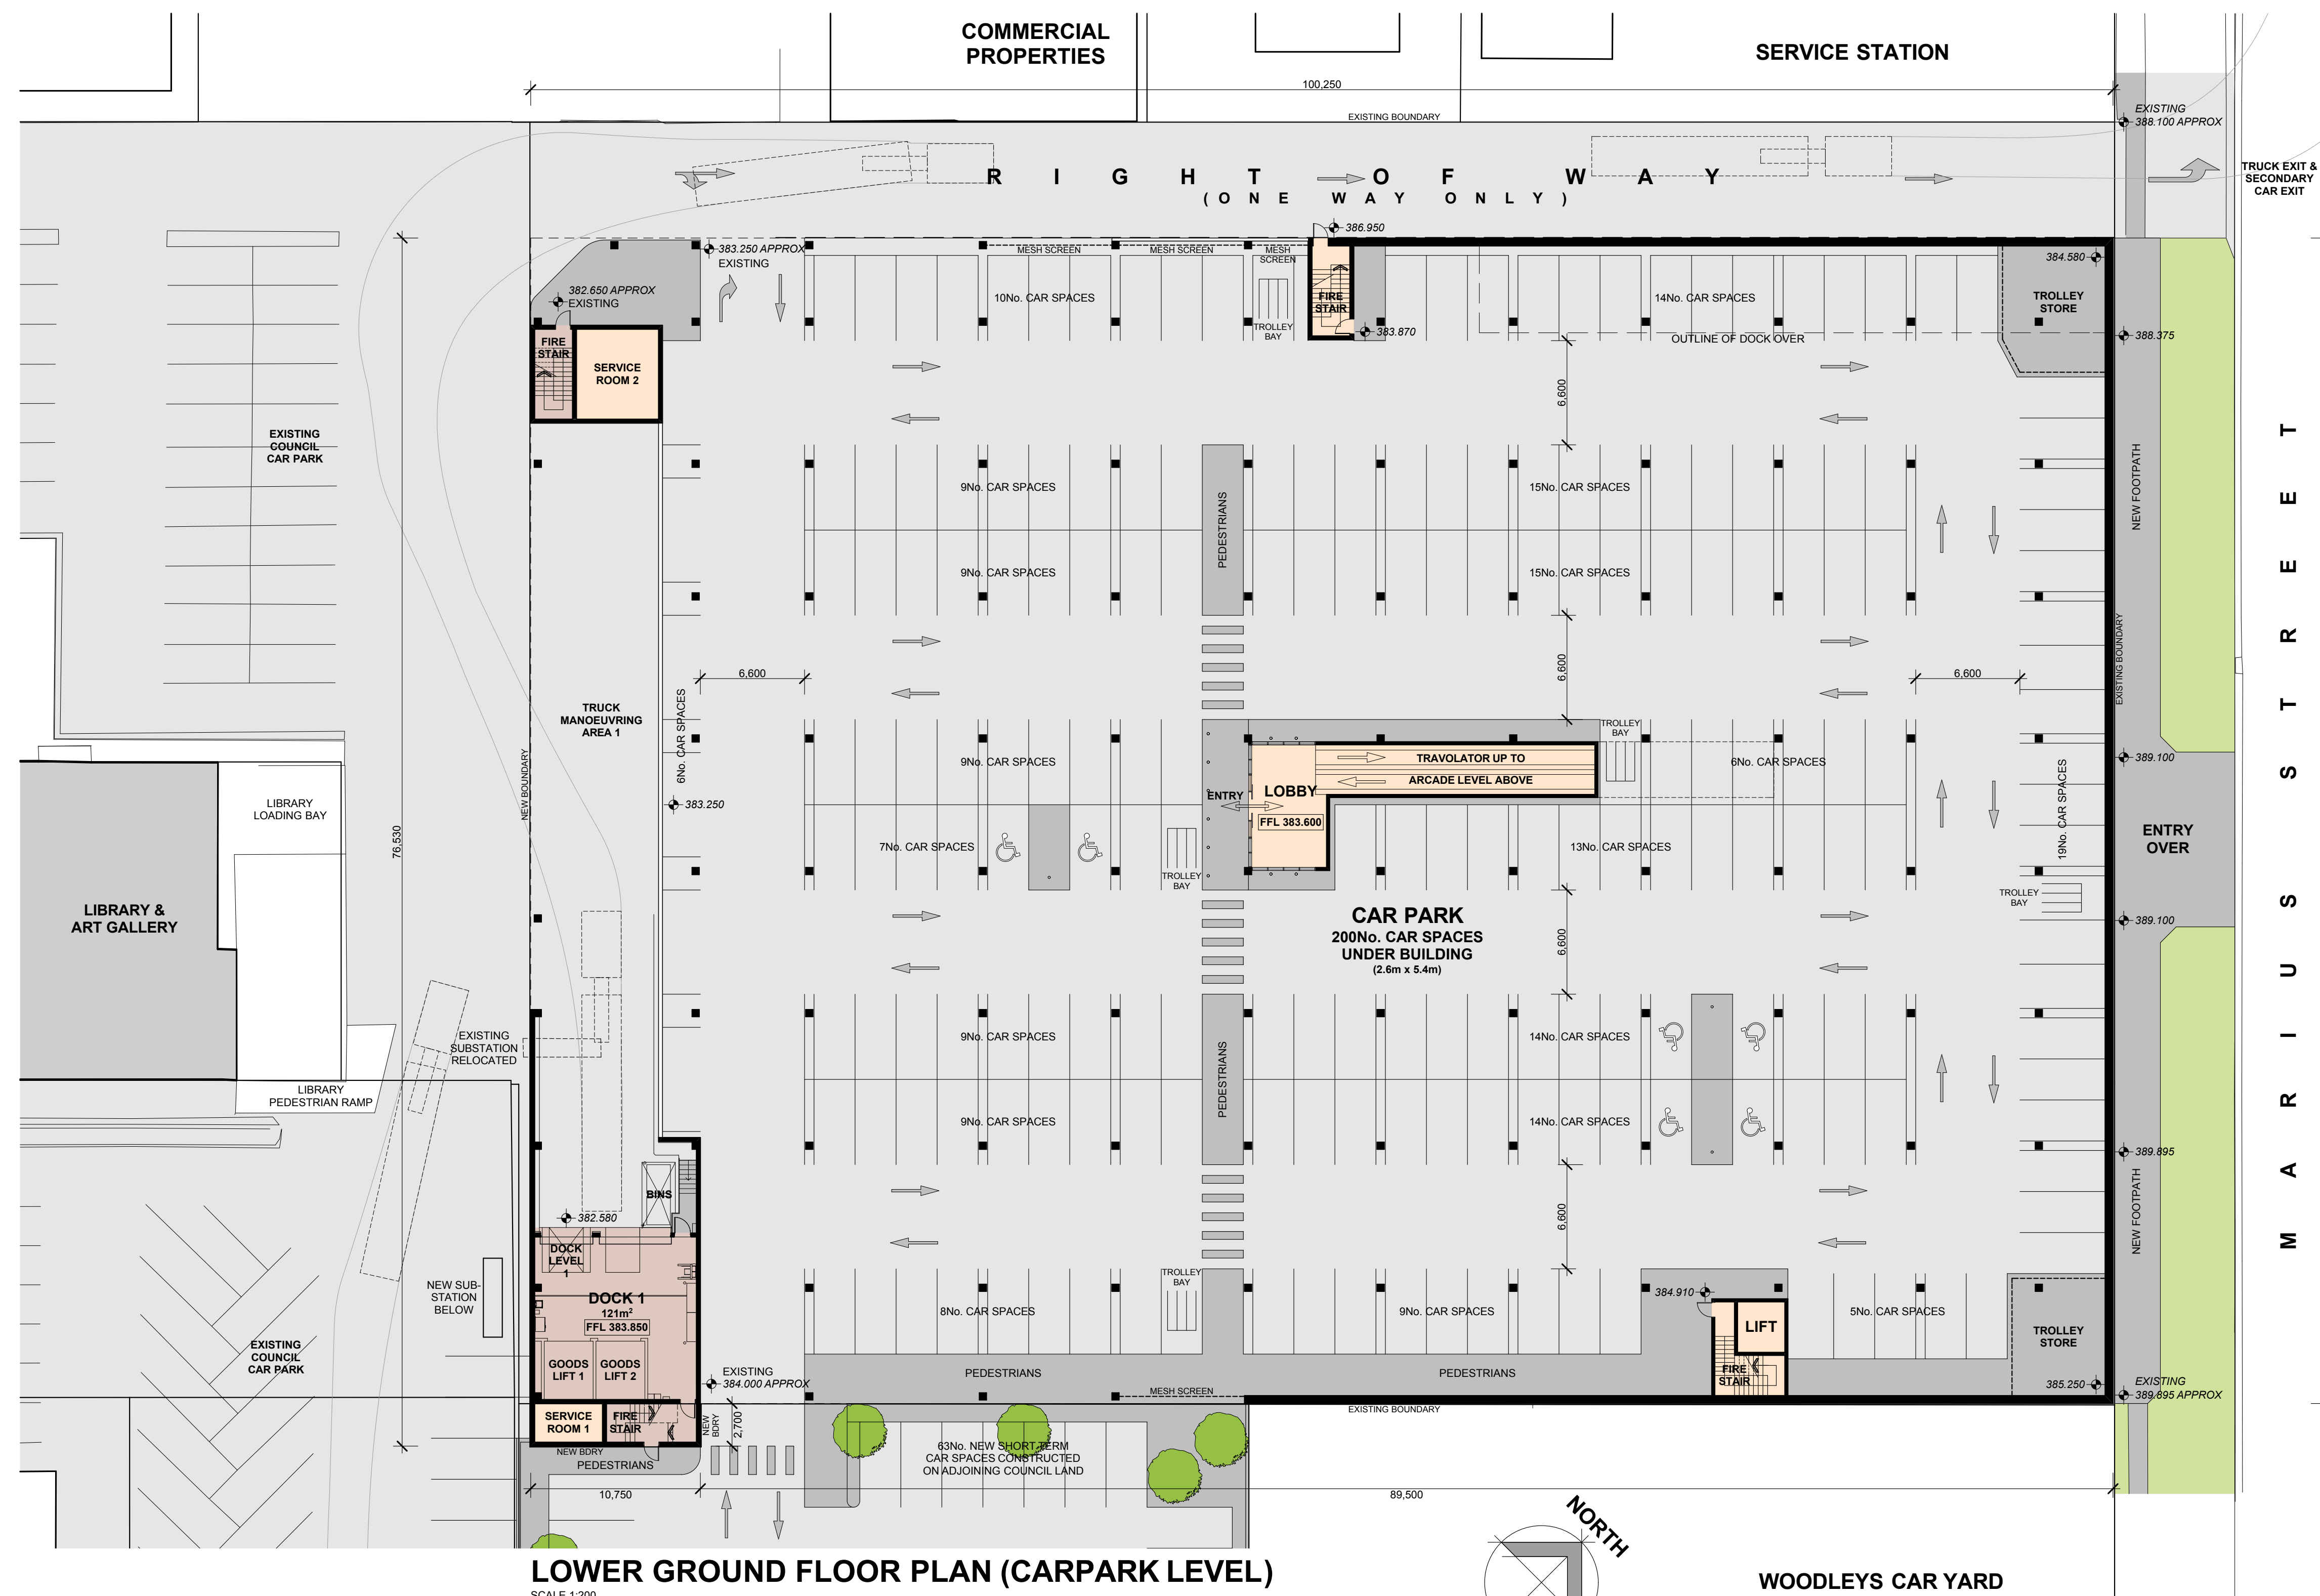 COMMERCIAL
PROPERTIES
SERVICE STATION
100,250
EXISTING BOUNDARY
EXISTING
388.100 APPROX
TRUCK EXIT &
SECONDARY
CAR EXIT
RIGHT OF WAY
(ONE WAY ONLY)
386.950
383.250 APPROX
EXISTING
MESH SCREEN
MESH SCREEN
MESH
SCREEN
384.580
382.650 APPROX
EXISTING
10No. CAR SPACES
FIRE
STAIR
14No. CAR SPACES
TROLLEY
STORE
TROLLEY
BAY
383.870
OUTLINE OF DOCK OVER
388.375
FIRE
STAIR
SERVICE
ROOM 2
6,600
EXISTING
COUNCIL
CAR PARK
9No. CAR SPACES
PEDESTRIANS
15No. CAR SPACES
NEW FOOTPATH
MARIUS STREET
9No. CAR SPACES
15No. CAR SPACES
EXISTING BOUNDARY
6,600
6,600
6,600
TRUCK
MANOEUVRING
AREA 1
6No. CAR SPACES
NEW BOUNDARY
383.250
76,530
9No. CAR SPACES
TRAVOLATOR UP TO
ARCADE LEVEL ABOVE
TROLLEY
BAY
6No. CAR SPACES
389.100
ENTRY
LOBBY
FFL 383.600
19No. CAR SPACES
LIBRARY
LOADING BAY
7No. CAR SPACES
TROLLEY
BAY
13No. CAR SPACES
ENTRY
OVER
TROLLEY
BAY
389.100
LIBRARY &
ART GALLERY
CAR PARK
200No. CAR SPACES
UNDER BUILDING
(2.6m x 5.4m)
6,600
EXISTING
SUBSTATION
RELOCATED
9No. CAR SPACES
PEDESTRIANS
14No. CAR SPACES
LIBRARY
PEDESTRIAN RAMP
9No. CAR SPACES
14No. CAR SPACES
389.895
NEW FOOTPATH
BINS
382.580
6,600
DOCK
LEVEL
1
NEW SUB-
STATION
BELOW
DOCK 1
121m²
FFL 383.850
TROLLEY
BAY
8No. CAR SPACES
9No. CAR SPACES
384.910
LIFT
5No. CAR SPACES
TROLLEY
STORE
EXISTING
COUNCIL
CAR PARK
GOODS
LIFT 1
GOODS
LIFT 2
EXISTING
384.000 APPROX
PEDESTRIANS
PEDESTRIANS
FIRE
STAIR
385.250
EXISTING
389.895 APPROX
MESH SCREEN
EXISTING BOUNDARY
SERVICE
ROOM 1
FIRE
STAIR
NEW
BDRY
2,700
NEW BDRY
PEDESTRIANS
63No. NEW SHORT TERM
CAR SPACES CONSTRUCTED
ON ADJOINING COUNCIL LAND
10,750
89,500
NORTH
LOWER GROUND FLOOR PLAN (CARPARK LEVEL)
SCALE 1:200
WOODLEYS CAR YARD